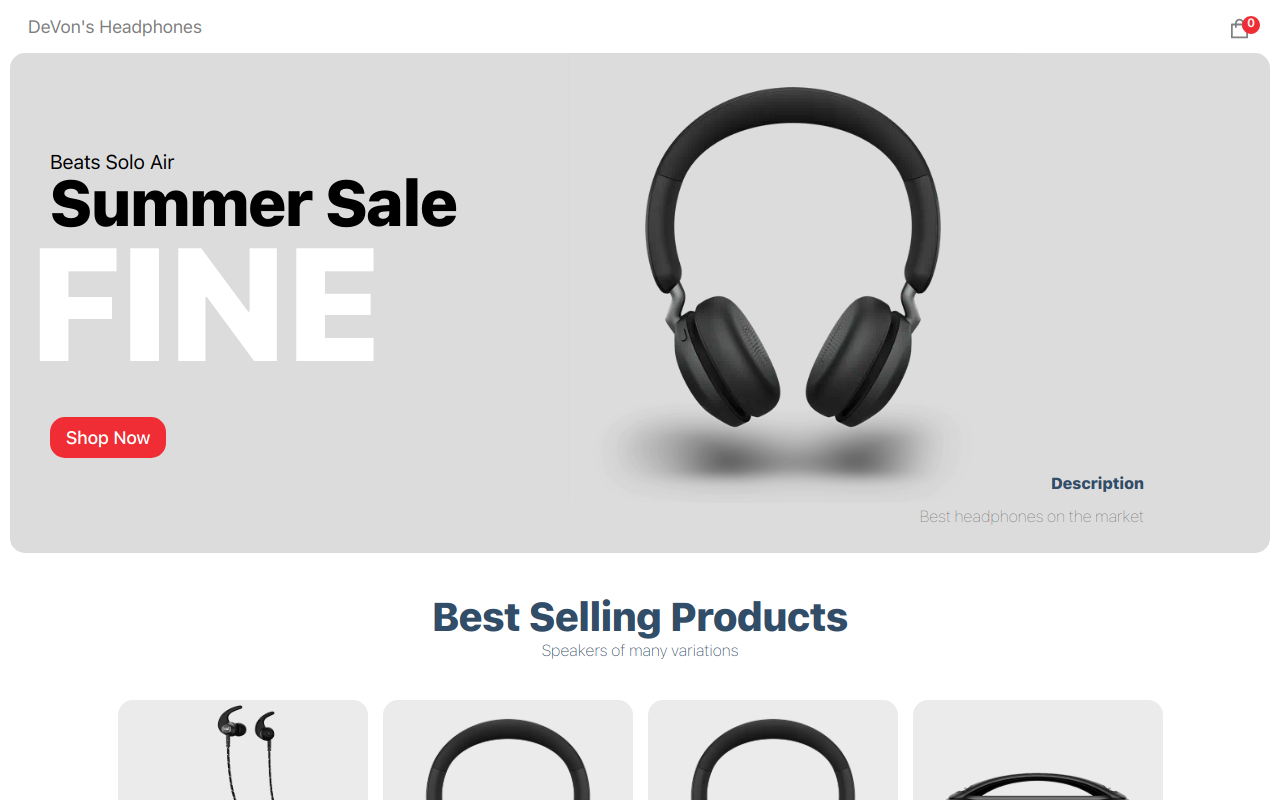 DeVon's Headphones
0
Beats Solo Air
Summer Sale
FINE
Shop Now
Description
Best headphones on the market
Best Selling Products
Speakers of many variations